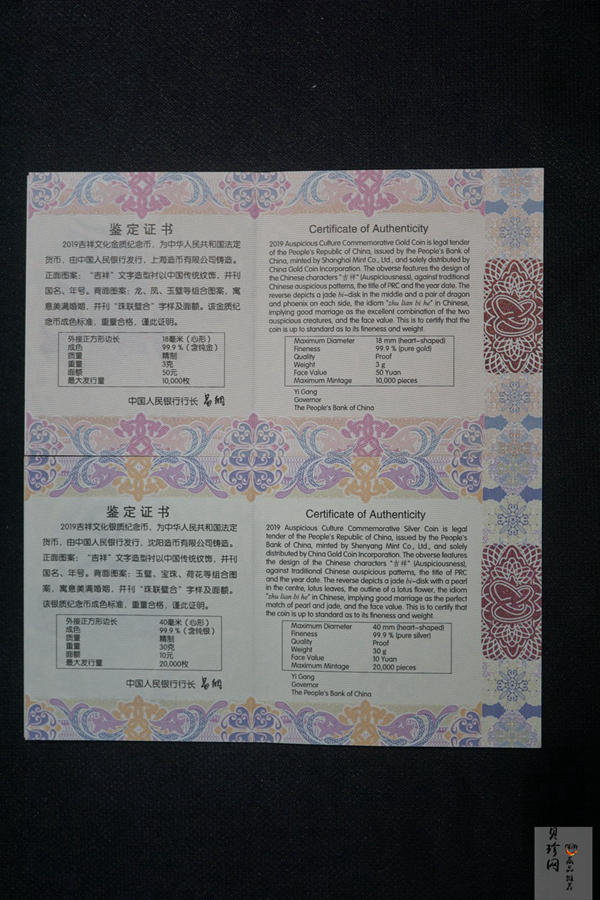 鉴定证书
2019吉祥文化金质纪念币，为中华人民共和国法定
货币，由中国人民银行发行，上海造币有限公司铸造。
正面图案：“吉祥”文字造型衬以中国传统纹饰，并刊
国名、年号。背面图案：龙、凤、玉璧等组合图案，寓
意美满婚姻，并刊“珠联璧合”字样及面额。该金质纪
念币成色标准，重量合格，谨此证明。
外接正方形边长 18毫米（心形）
成色 99.9％（含纯金）
质量 精制
重量 3克
面额 50元
最大发行量 10,000枚
中国人民银行行长
Certificate of Authenticity
2019 Auspicious Culture Commemorative Gold Coin is legal tender
of the People's Republic of China, issued by the People's Bank of
China, minted by Shanghai Mint Co., Ltd., and solely distributed by
China Gold Coin Incorporation. The obverse features the design of
the Chinese characters "吉祥" (Auspiciousness), against traditional
Chinese auspicious patterns, the title of PRC and the year date. The
reverse depicts a jade bi-disk in the middle and a pair of dragon
and phoenix on each side, the idiom "zhu lian bi he" in Chinese,
implying good marriage as the excellent combination of the two
auspicious creatures, and the face value. This is to certify that the
coin is up to standard as to its fineness and weight.
Maximum Diameter 18 mm (heart-shaped)
Fineness 99.9 % (pure gold)
Quality Proof
Weight 3 g
Face Value 50 Yuan
Maximum Mintage 10,000 pieces
Yi Gang
Governor
The People's Bank of China
鉴定证书
2019吉祥文化银质纪念币，为中华人民共和国法定
货币，由中国人民银行发行，沈阳造币有限公司铸造。
正面图案：“吉祥”文字造型衬以中国传统纹饰，并刊
国名、年号。背面图案：玉璧、宝珠、荷花等组合图
案，寓意美满婚姻，并刊“珠联璧合”字样及面额。
该银质纪念币成色标准，重量合格，谨此证明。
外接正方形边长 40毫米（心形）
成色 99.9％（含纯银）
质量 精制
重量 30克
面额 10元
最大发行量 20,000枚
中国人民银行行长
Certificate of Authenticity
2019 Auspicious Culture Commemorative Silver Coin is legal
tender of the People's Republic of China, issued by the People's
Bank of China, minted by Shenyang Mint Co., Ltd., and solely
distributed by China Gold Coin Incorporation. The obverse features
the design of the Chinese characters "吉祥" (Auspiciousness),
against traditional Chinese auspicious patterns, the title of PRC
and the year date. The reverse depicts a jade bi-disk with a pearl
in the centre, lotus leaves, the outline of a lotus flower, the idiom
"zhu lian bi he" in Chinese, implying good marriage as the perfect
match of pearl and jade, and the face value. This is to certify that
the coin is up to standard as to its fineness and weight.
Maximum Diameter 40 mm (heart-shaped)
Fineness 99.9 % (pure silver)
Quality Proof
Weight 30 g
Face Value 10 Yuan
Maximum Mintage 20,000 pieces
Yi Gang
Governor
The People's Bank of China
贝珍网